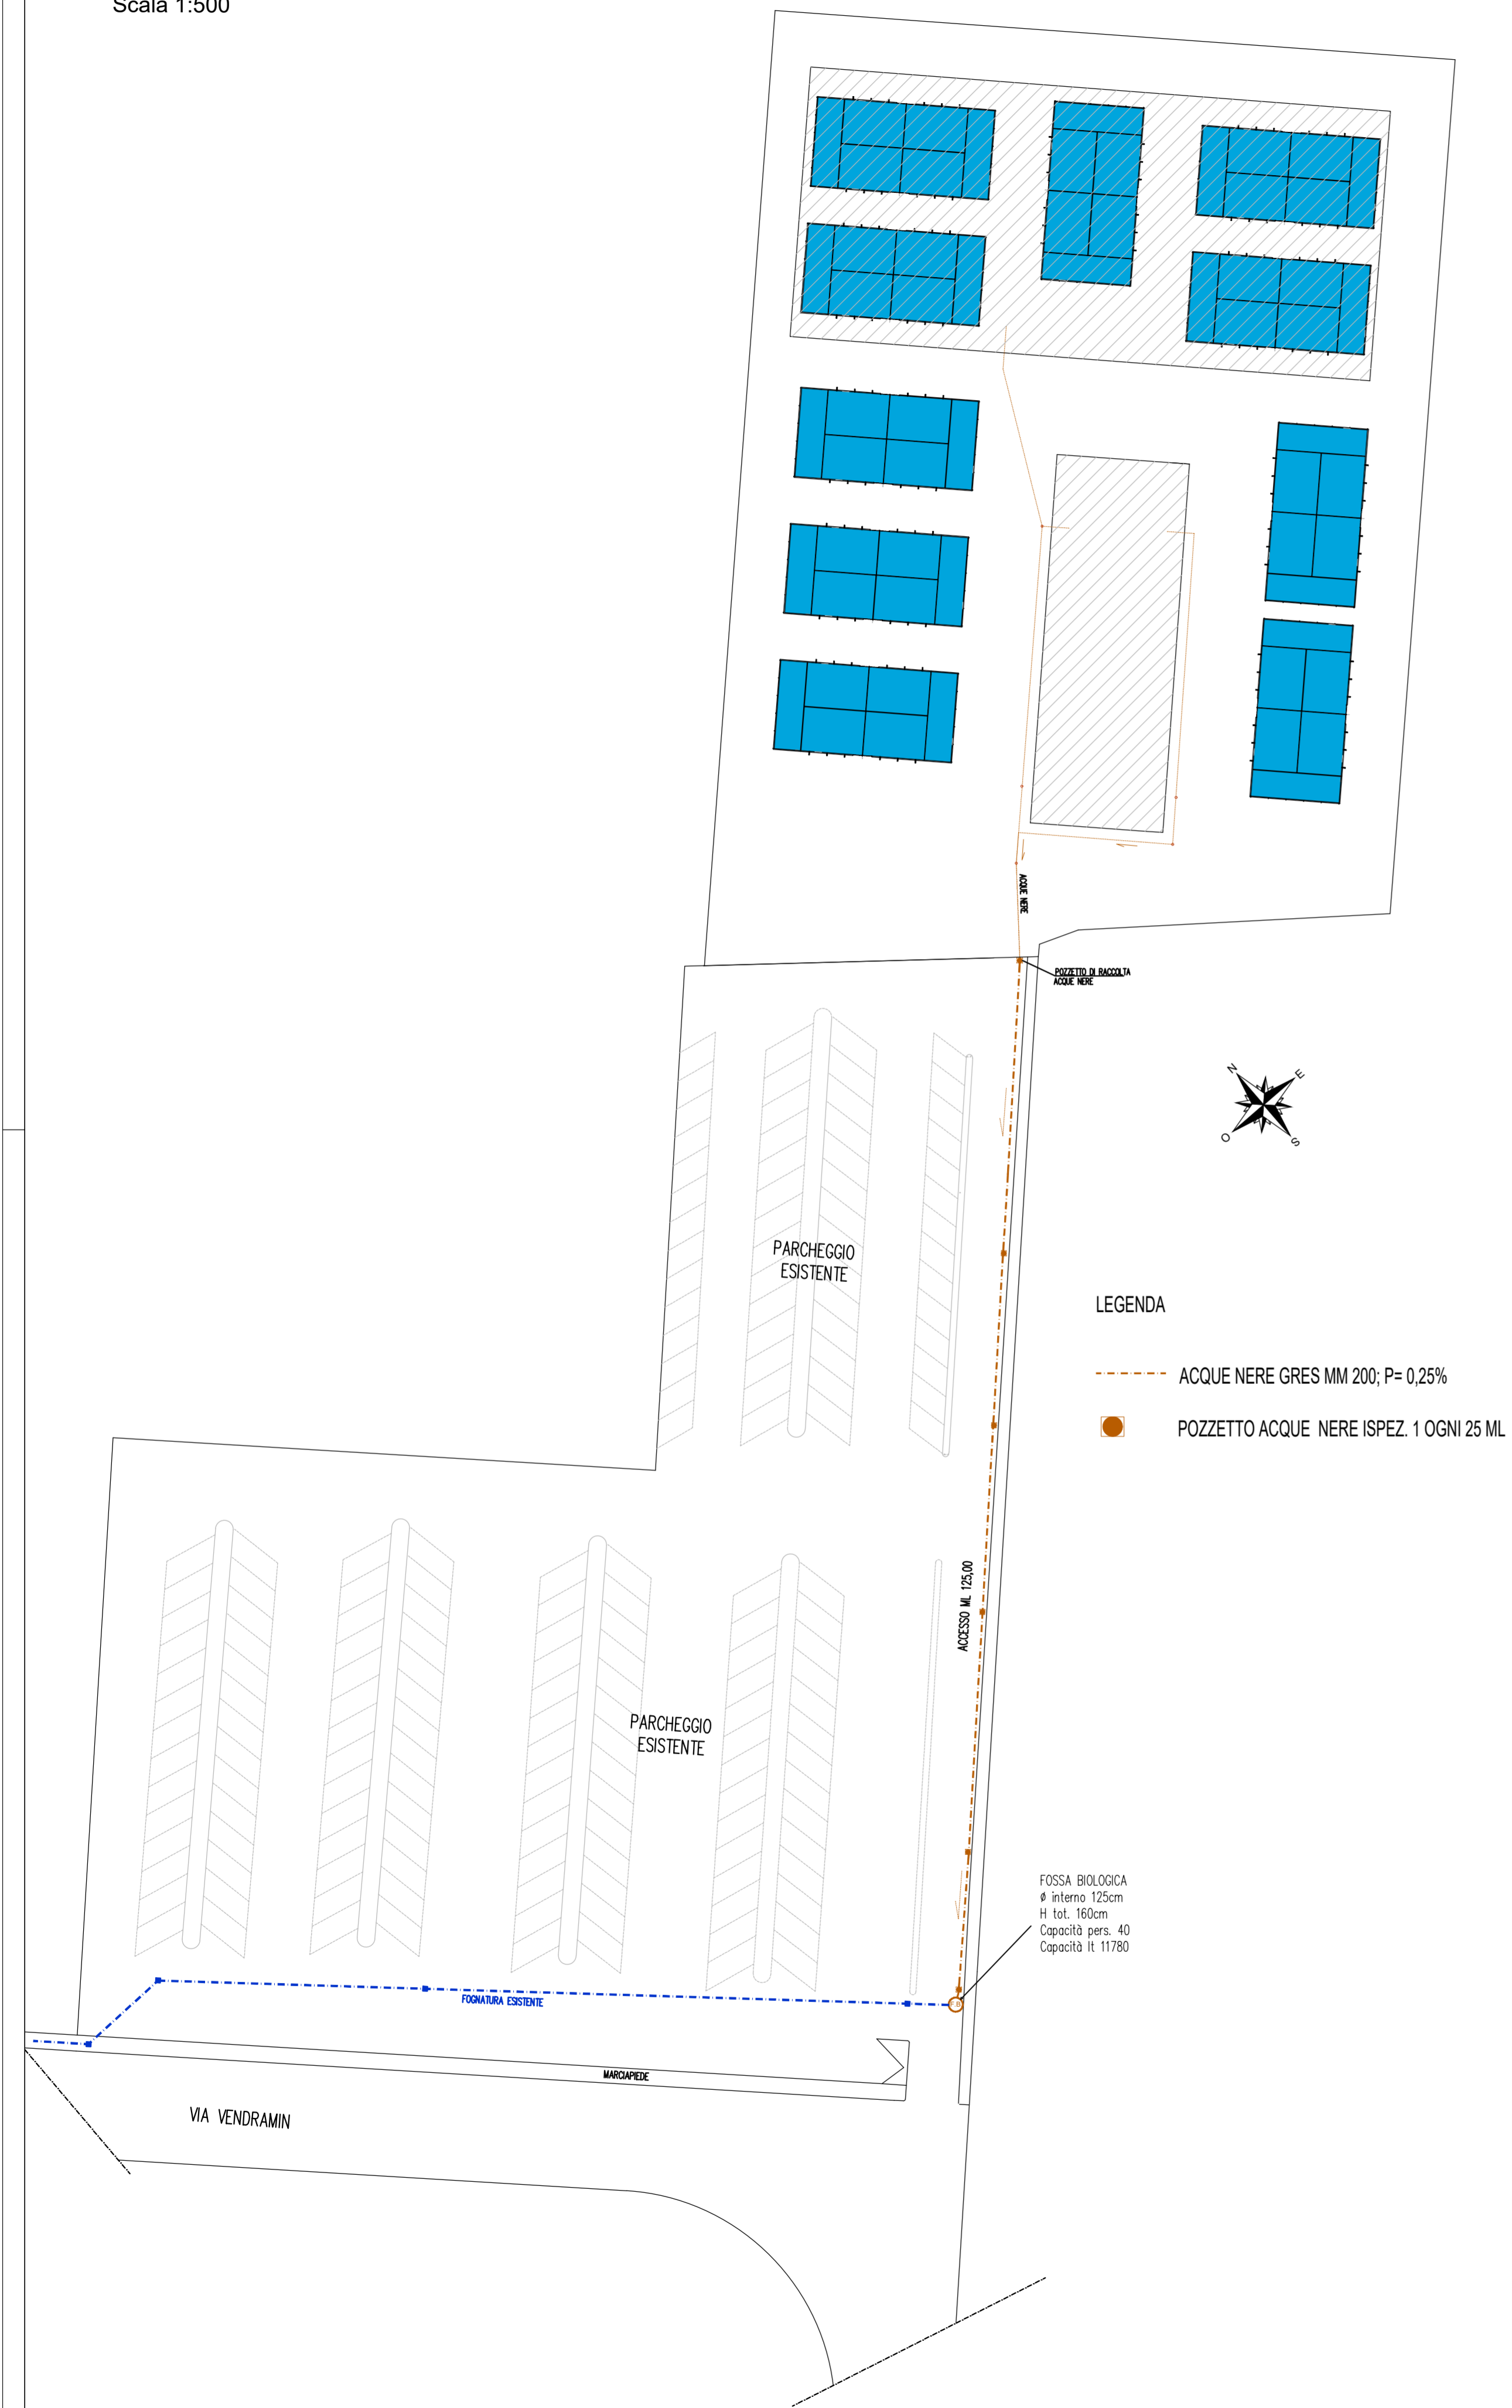 Scala 1:500
ACQUE NERE
POZZETTO DI RACCOLTA
ACQUE NERE
N
E
O
S
PARCHEGGIO
ESISTENTE
LEGENDA
ACQUE NERE GRES MM 200; P= 0,25%
POZZETTO ACQUE NERE ISPEZ. 1 OGNI 25 ML
ACCESSO ML 125,00
PARCHEGGIO
ESISTENTE
FOSSA BIOLOGICA
ø interno 125cm
H tot. 160cm
Capacità pers. 40
Capacità lt 11780
F.B.
FOGNATURA ESISTENTE
MARCIAPIEDE
VIA VENDRAMIN